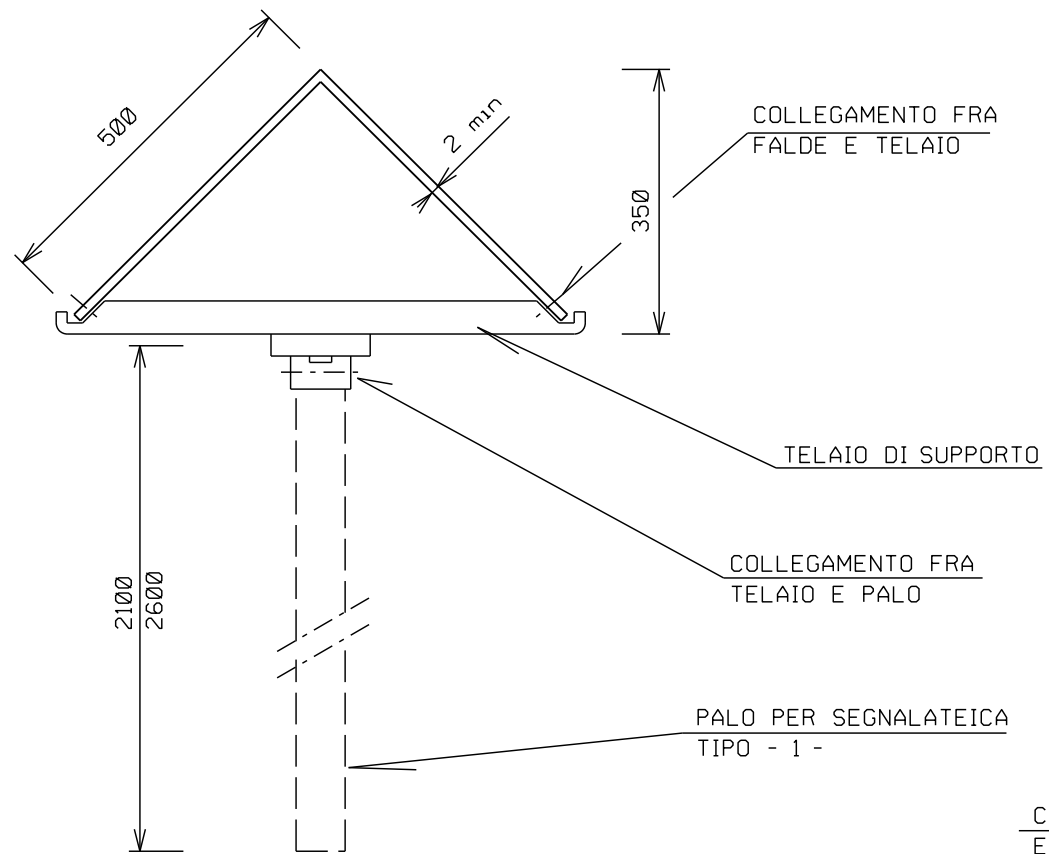 500
2 min
COLLEGAMENTO FRA
FALDE E TELAIO
350
TELAIO DI SUPPORTO
COLLEGAMENTO FRA
TELAIO E PALO
2100
2600
PALO PER SEGNALATEICA
TIPO - 1 -
C
E